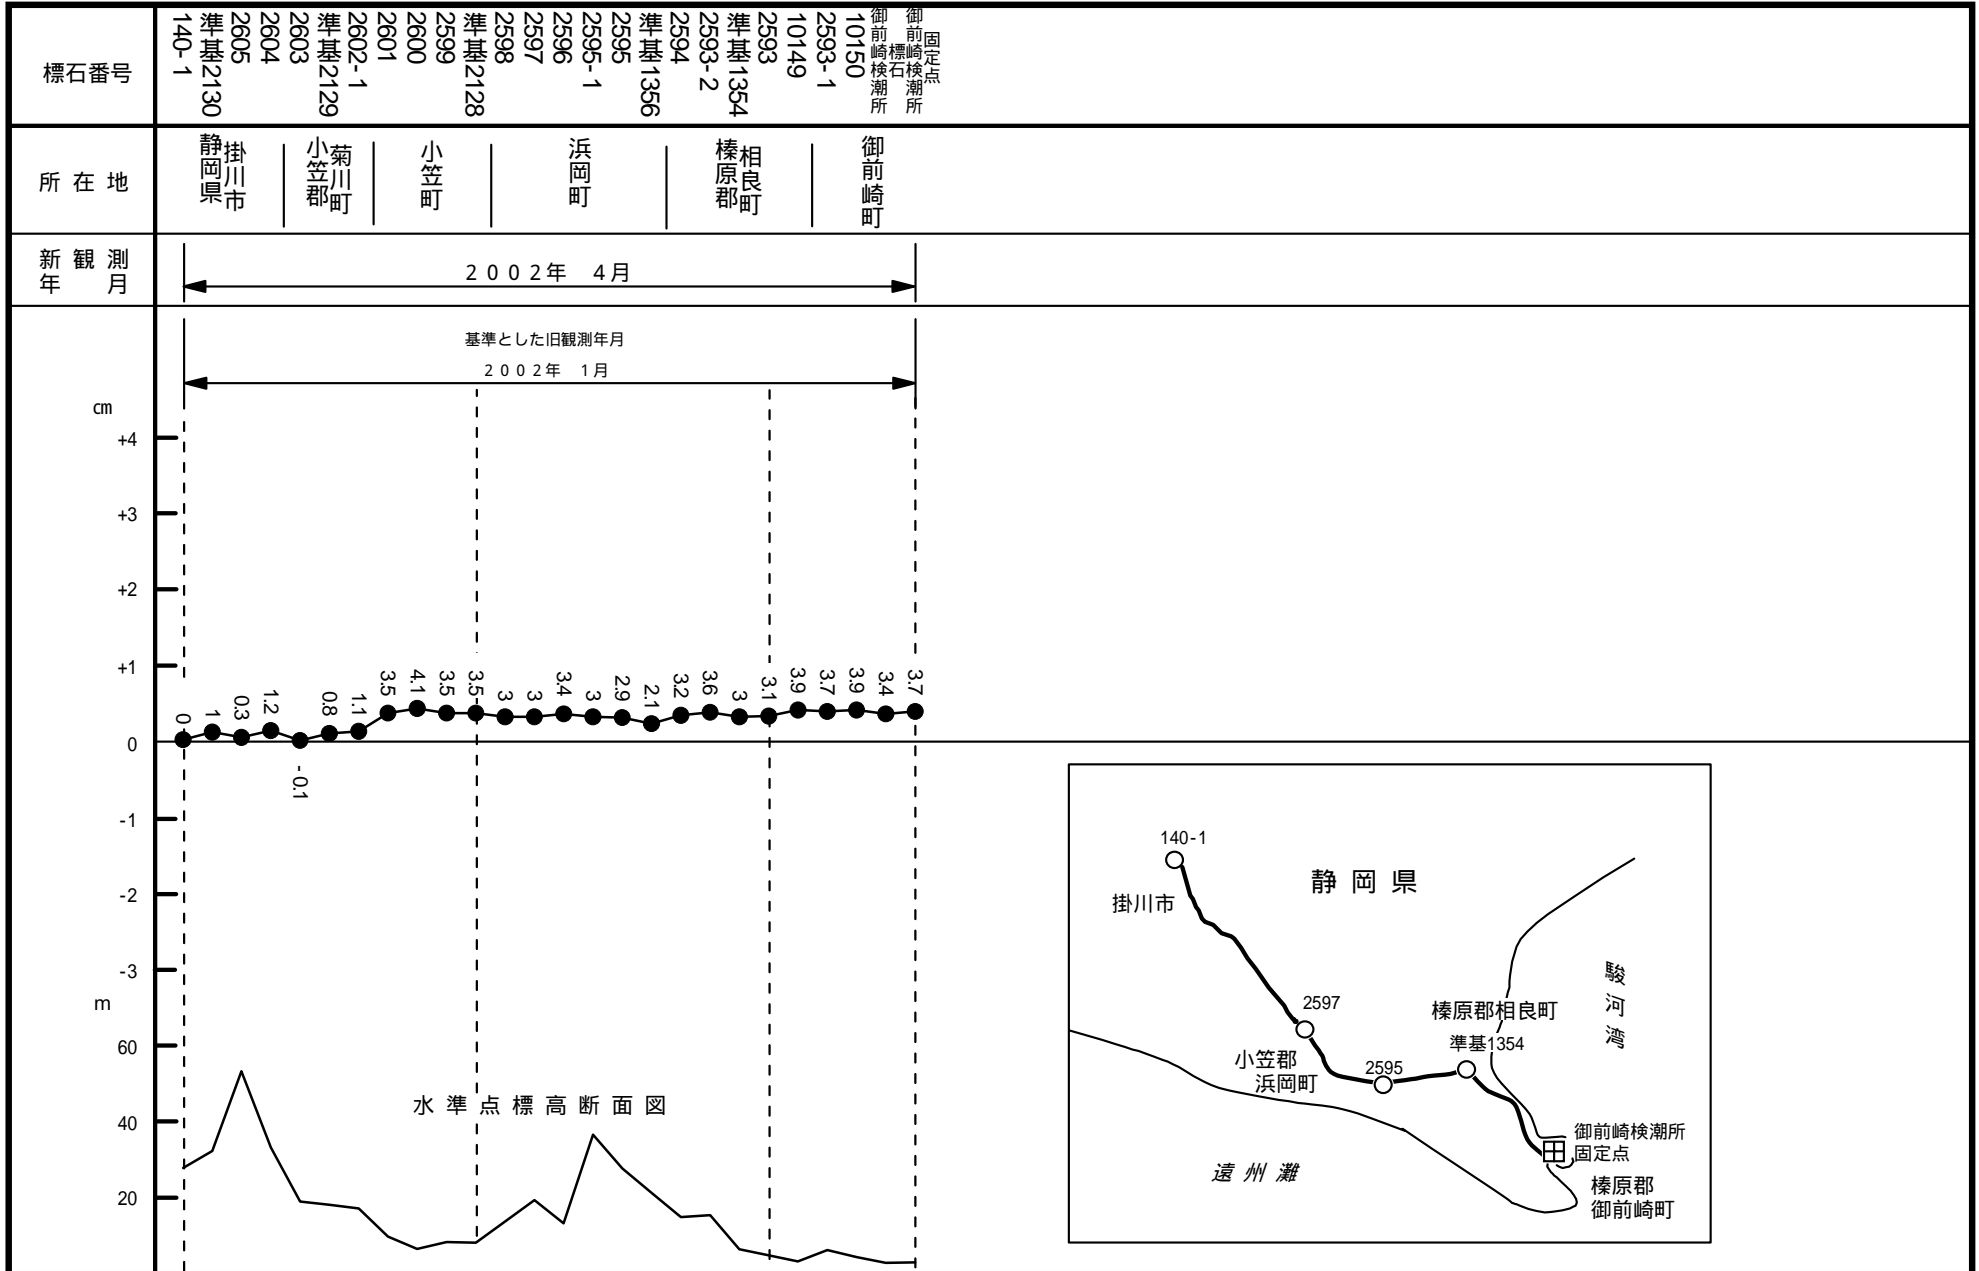 標石番号
140-1
準基2130
2605
2604
2603
準基2129
2602-1
2601
2600
2599
準基2128
2598
2597
2596
2595-1
2595
準基1356
2594
2593-2
準基1354
2593
10149
2593-1
10150
御前崎検潮所
標石
御前崎検潮所
固定点
所 在 地
静岡県
掛川市
小笠郡
菊川町
小笠町
浜岡町
榛原郡
相良町
御前崎町
新 観 測
年 月
2002年 4月
基準とした旧観測年月
2002年 1月
cm
+4
+3
+2
+1
0
-1
-2
-3
0
1
0.3
1.2
-0.1
0.8
1.1
3.5
4.1
3.5
3.5
3
3
3.4
3
2.9
2.1
3.2
3.6
3
3.1
3.9
3.7
3.9
3.4
3.7
m
60
40
20
水準点標高断面図
140-1
静岡県
掛川市
2597
榛原郡相良町
駿河湾
準基1354
小笠郡
浜岡町
2595
御前崎検潮所
固定点
遠州灘
榛原郡
御前崎町